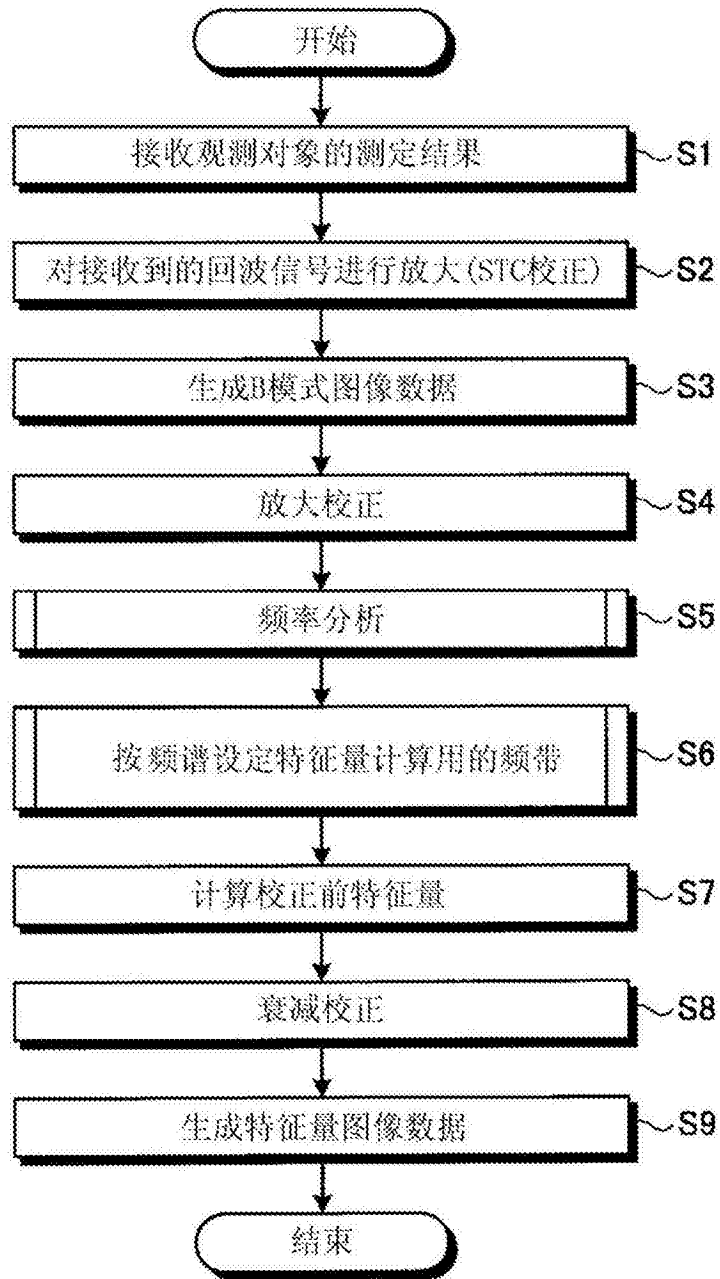 开始
接收观测对象的测定结果 S1
对接收到的回波信号进行放大(STC校正) S2
生成B模式图像数据 S3
放大校正 S4
频率分析 S5
按频谱设定特征量计算用的频带 S6
计算校正前特征量 S7
衰减校正 S8
生成特征量图像数据 S9
结束